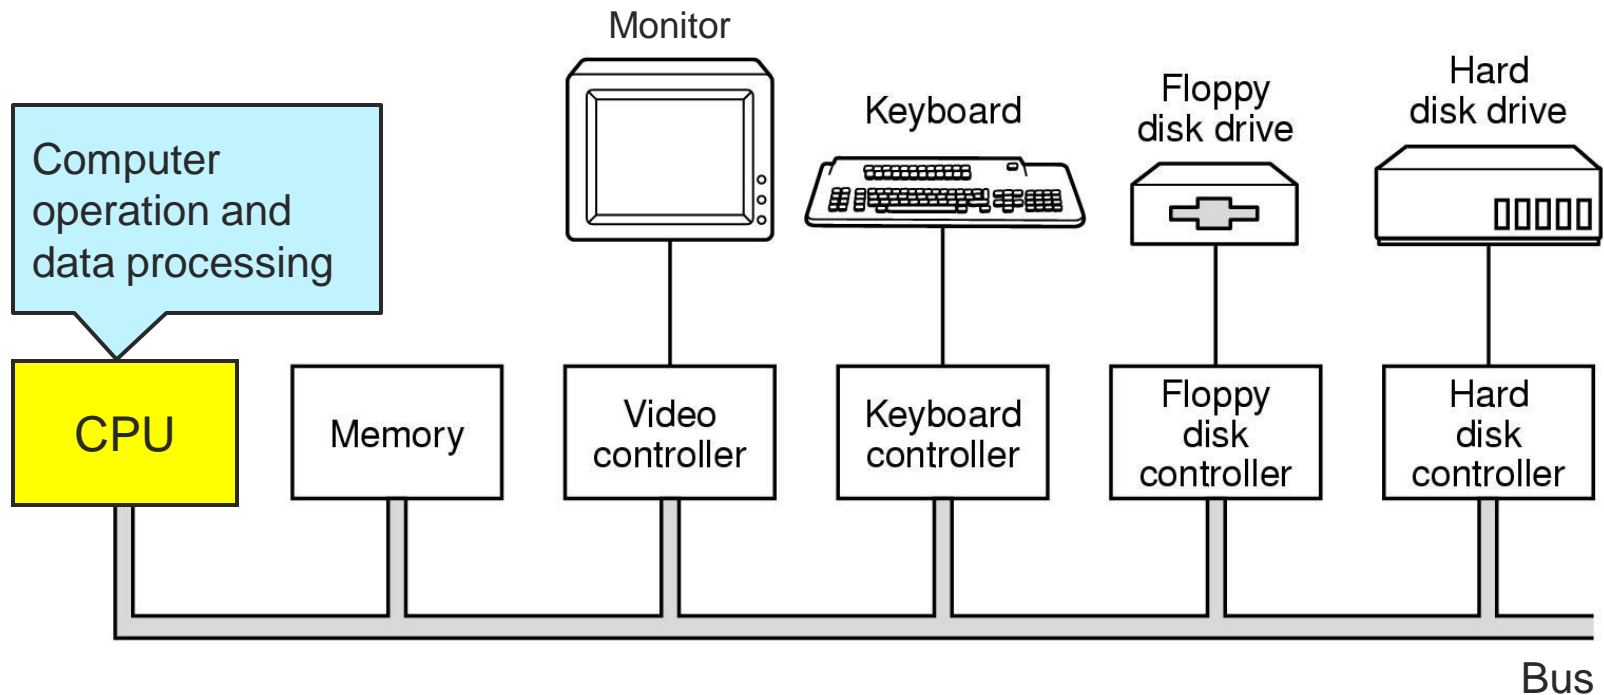 Monitor
Computer
operation and
data processing
Keyboard
Floppy
disk drive
Hard
disk drive
CPU
Memory
Video
controller
Keyboard
controller
Floppy
disk
controller
Hard
disk
controller
Bus